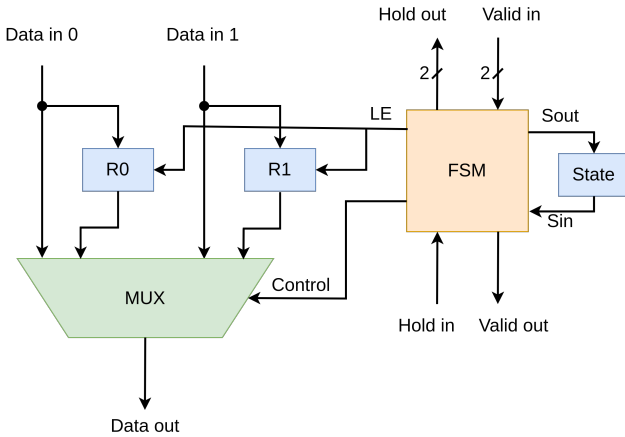 Hold out
Valid in
Data in 0
Data in 1
2
2
LE
Sout
R0
R1
FSM
State
Sin
Control
MUX
Hold in
Valid out
Data out